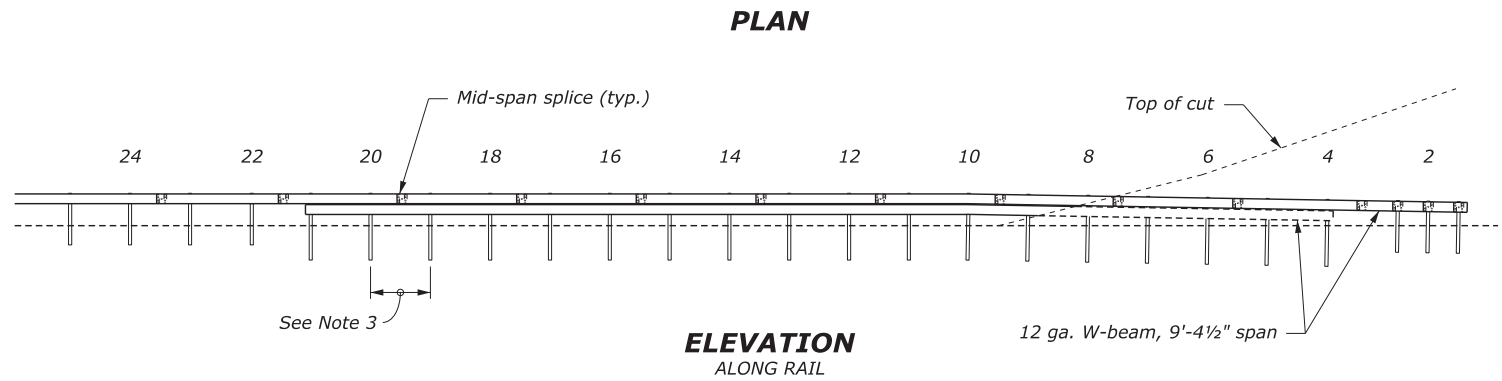 PLAN
Mid-span splice (typ.)
Top of cut
24 22 20 18 16 14 12 10 8 6 4 2
See Note 3
12 ga. W-beam, 9'-4½" span
ELEVATION
ALONG RAIL